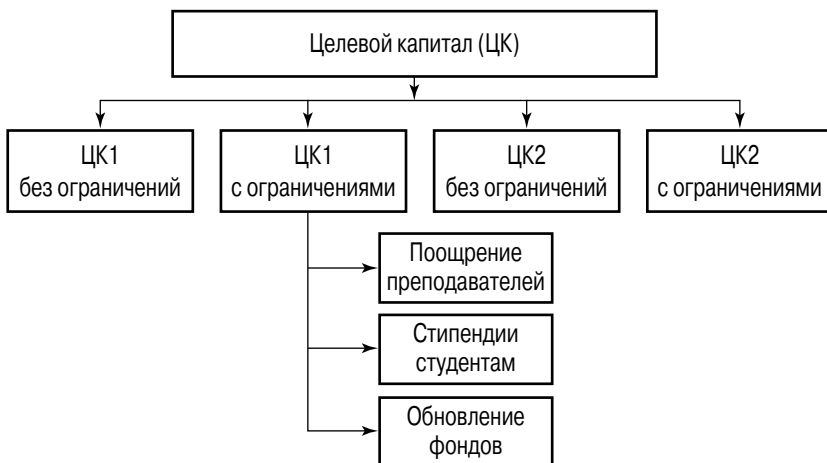 Целевой капитал (ЦК)
ЦК1
без ограничений
ЦК1
с ограничениями
ЦК2
без ограничений
ЦК2
с ограничениями
Поощрение
преподавателей
Стипендии
студентам
Обновление
фондов